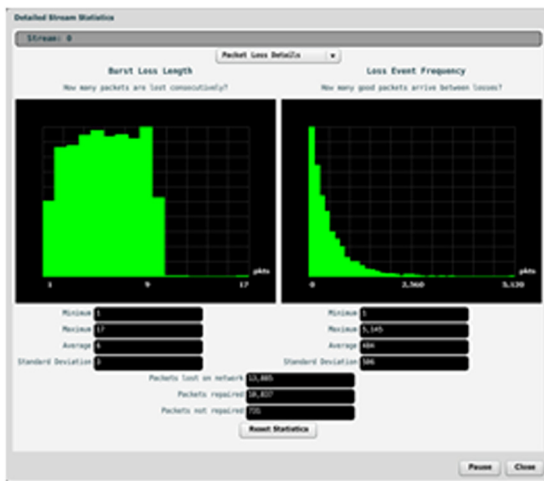 Detailed Stream Statistics
Stream: 0
Packet Loss Details
Burst Loss Length
How many packets are lost consecutively?
pkts
1 9 17
Minimum 1
Maximum 17
Average 6
Standard Deviation 3
Loss Event Frequency
How many good packets arrive between losses?
pkts
0 2,560 5,120
Minimum
Maximum 5,145
Average 484
Standard Deviation 506
Packets lost on network
Packets repaired
Packets not repaired 735
Reset Statistics
Pause Close